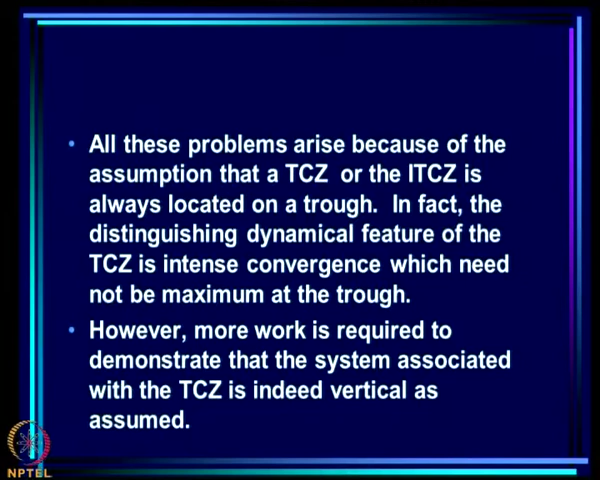 • All these problems arise because of the
assumption that a TCZ or the ITCZ is
always located on a trough. In fact, the
distinguishing dynamical feature of the
TCZ is intense convergence which need
not be maximum at the trough.
• However, more work is required to
demonstrate that the system associated
with the TCZ is indeed vertical as
assumed.
NPTEL